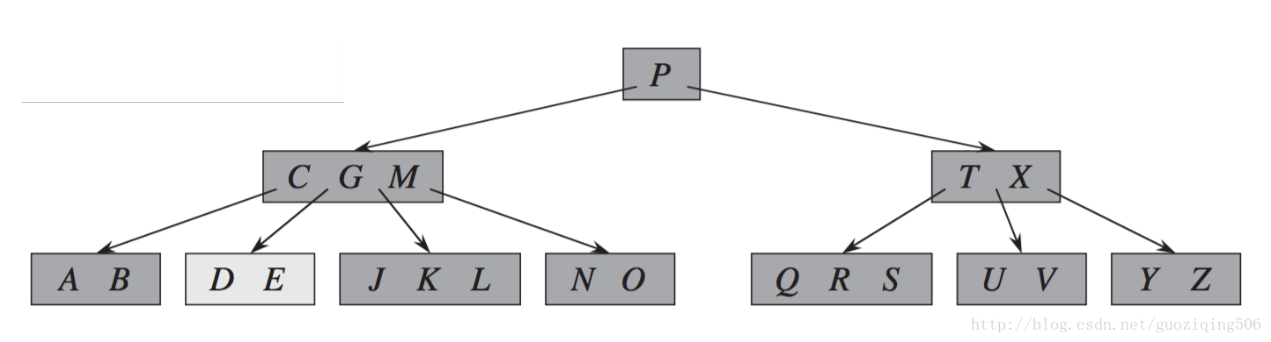 P
C G M T X
A B D E J K L N O Q R S U V Y Z
http://blog.csdn.net/guoziqing506